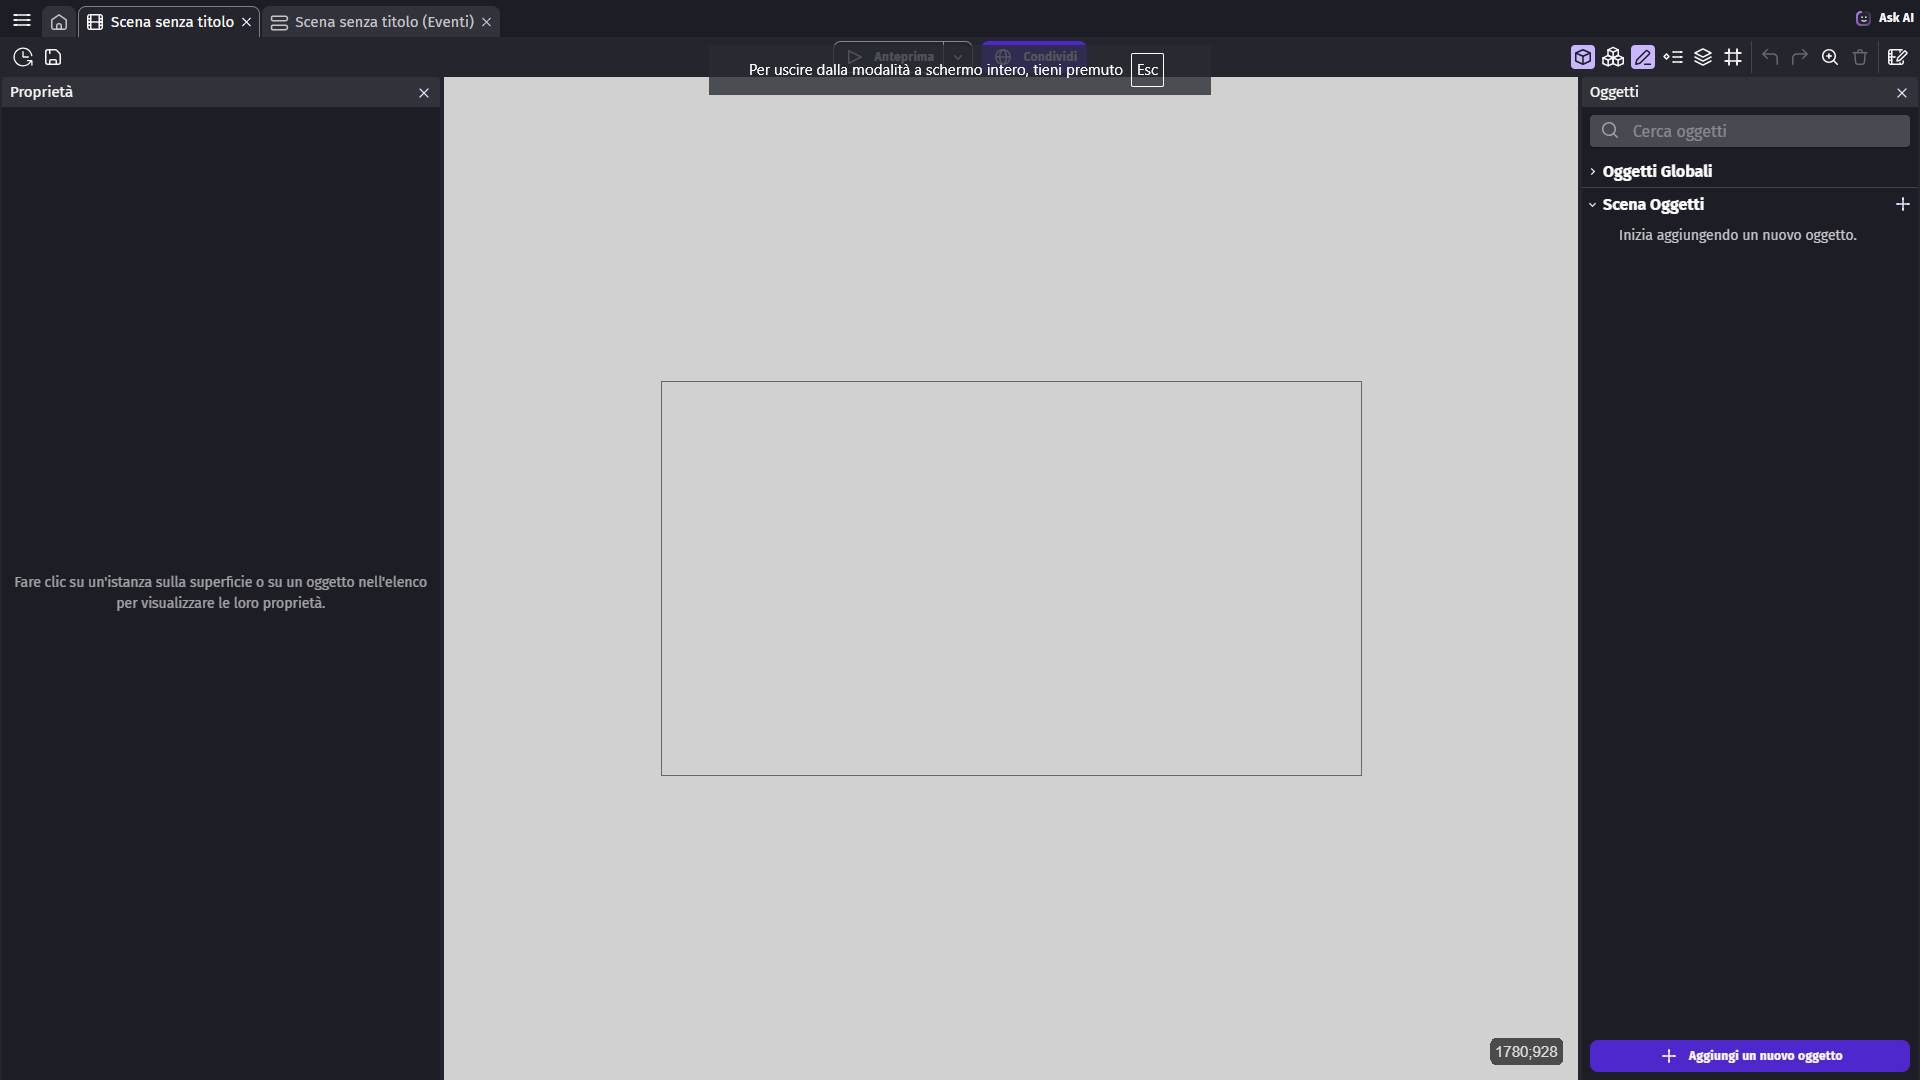 Scena senza titolo
Scena senza titolo (Eventi)
Ask AI
Anteprima
Condividi
Per uscire dalla modalità a schermo intero, tieni premuto Esc
Proprietà
Oggetti
Cerca oggetti
Oggetti Globali
Scena Oggetti
Inizia aggiungendo un nuovo oggetto.
Fare clic su un'istanza sulla superficie o su un oggetto nell'elenco
per visualizzare le loro proprietà.
1780;928
Aggiungi un nuovo oggetto